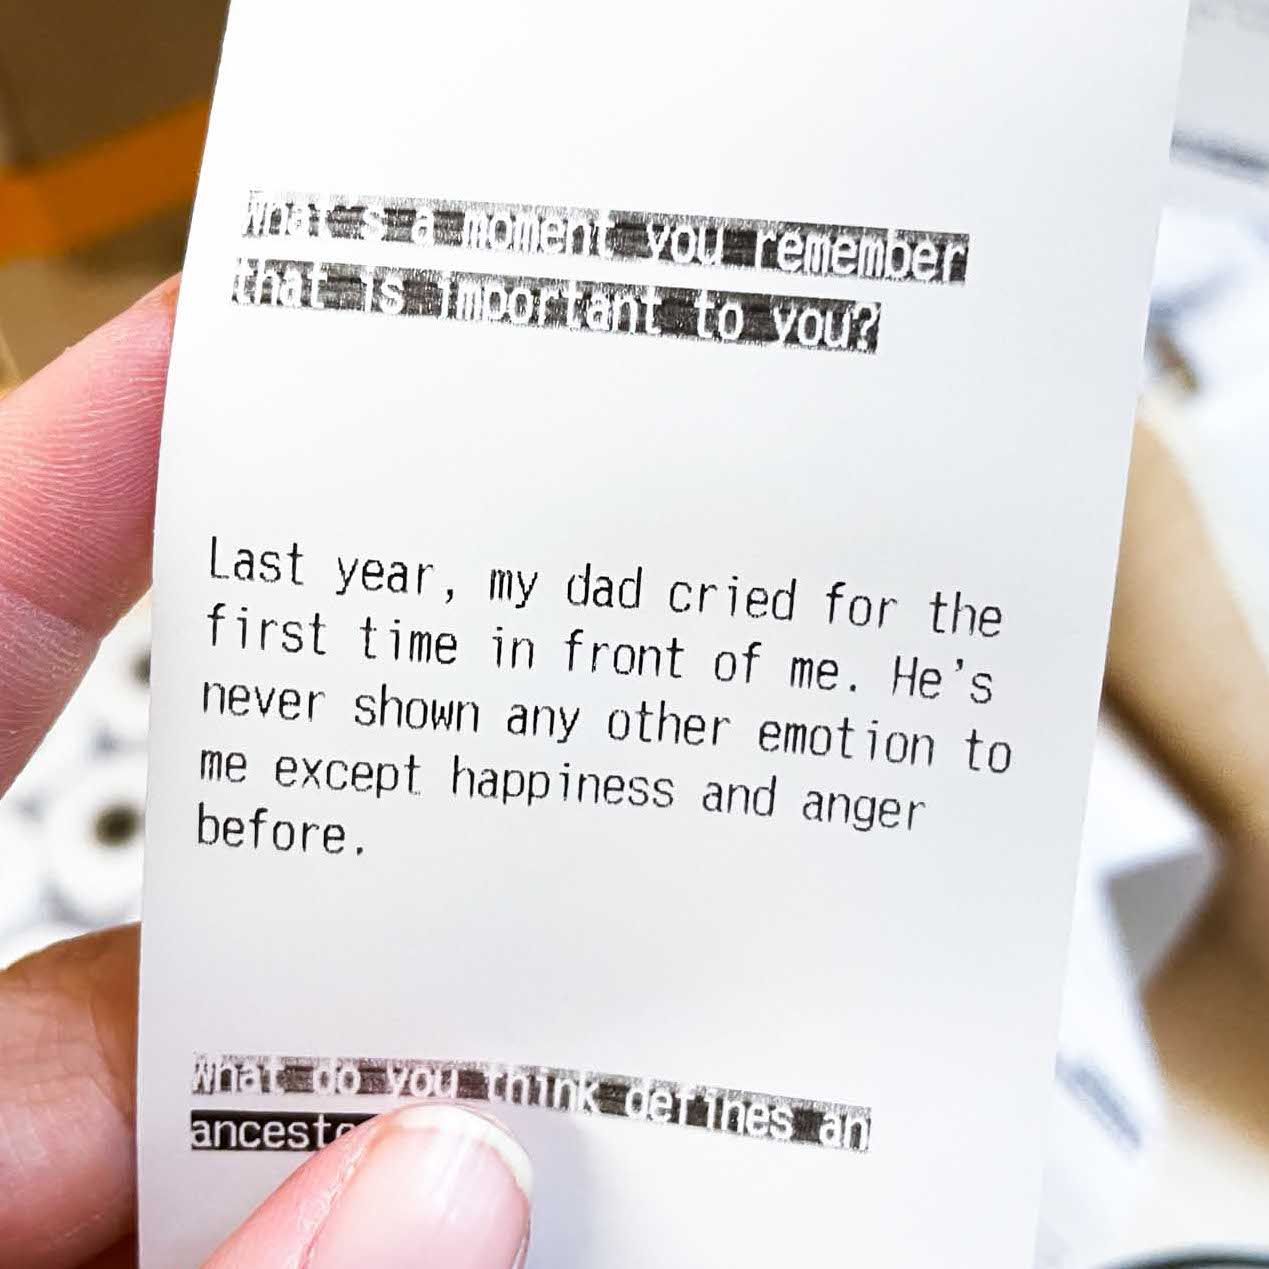 What's a moment you remember
that is important to you?
Last year, my dad cried for the
first time in front of me. He's
never shown any other emotion to
me except happiness and anger
before.
What do you think defines an